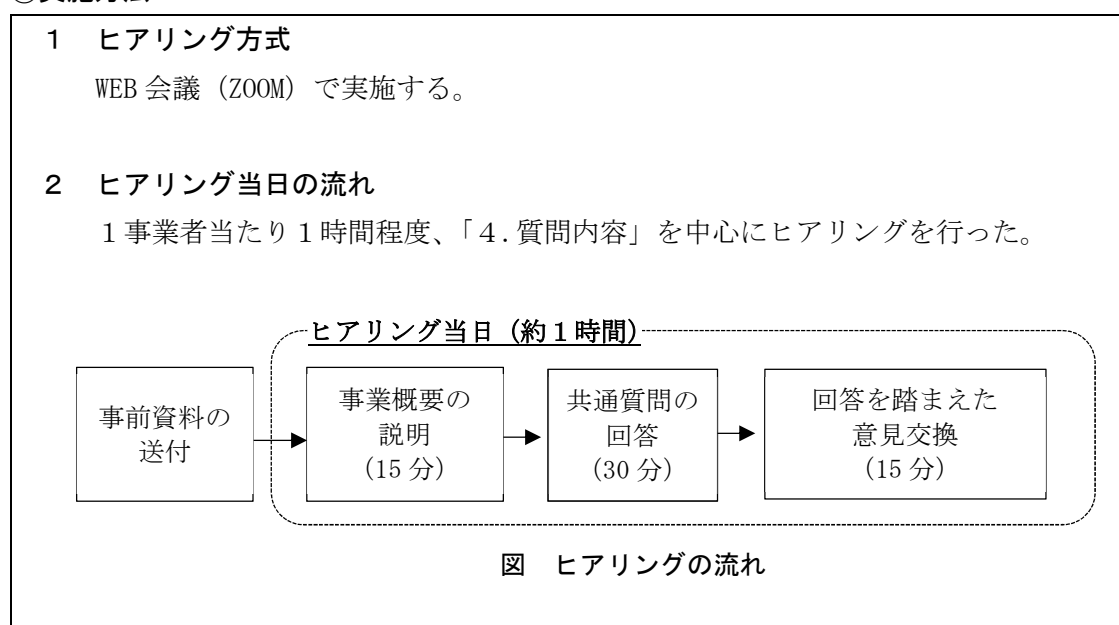 １　ヒアリング方式
WEB 会議（ZOOM）で実施する。
２　ヒアリング当日の流れ
１事業者当たり１時間程度、「４．質問内容」を中心にヒアリングを行った。
ヒアリング当日（約１時間）
事前資料の
送付
事業概要の
説明
（15 分）
共通質問の
回答
（30 分）
回答を踏まえた
意見交換
（15 分）
図　ヒアリングの流れ